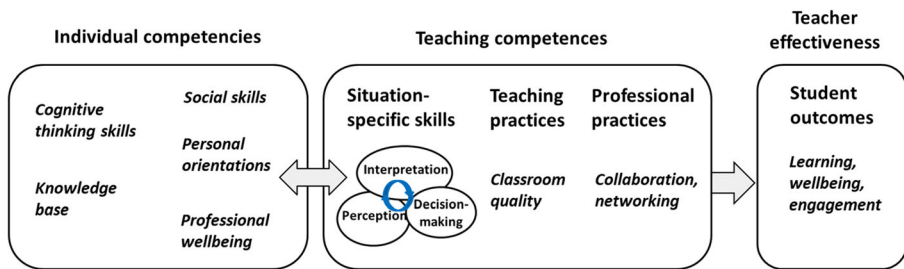 Individual competencies
Cognitive
thinking skills
Knowledge
base
Social skills
Personal
orientations
Professional
wellbeing
Teaching competences
Situation-
specific skills
Interpretation
Perception
Decision-
making
Teaching
practices
Classroom
quality
Professional
practices
Collaboration,
networking
Teacher
effectiveness
Student
outcomes
Learning,
wellbeing,
engagement